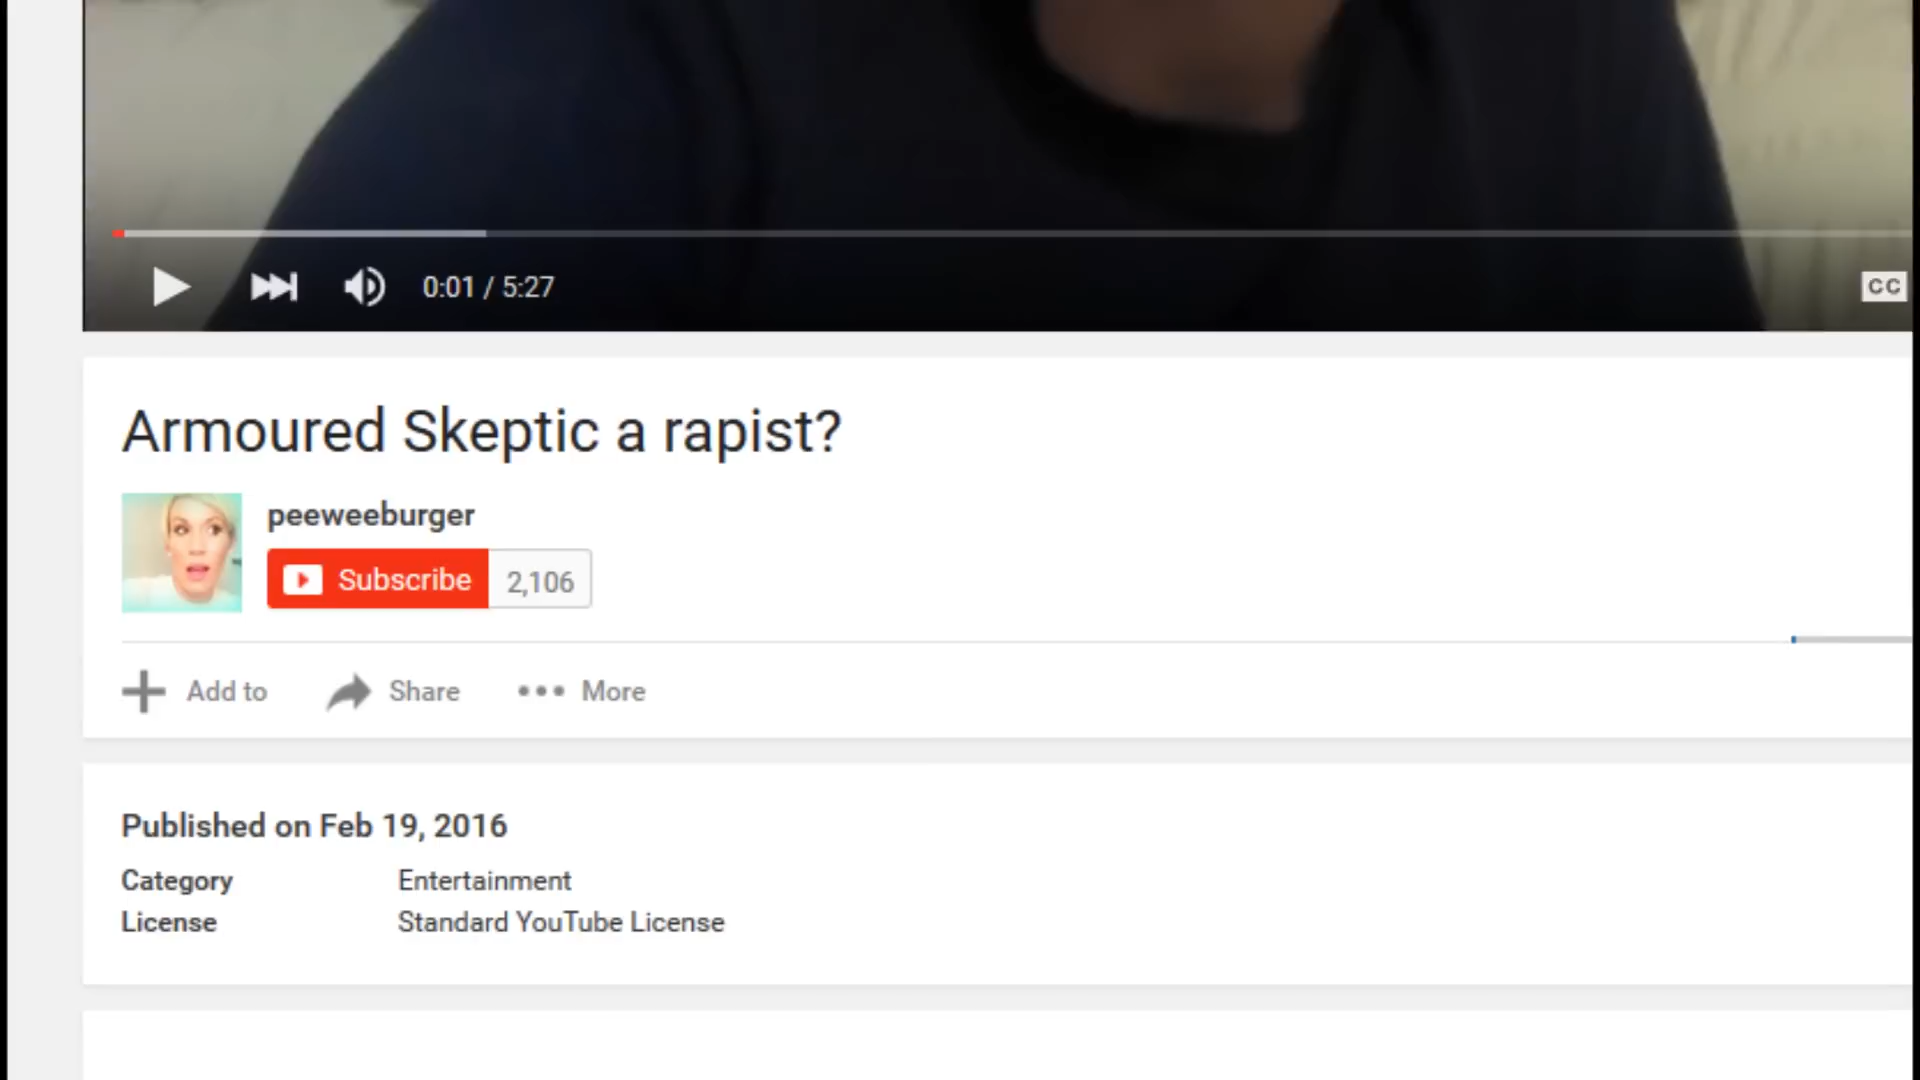 0:01 / 5:27
CC
Armoured Skeptic a rapist?
peeweeburger
Subscribe 2,106
Add to Share More
Published on Feb 19, 2016
Category Entertainment
License Standard YouTube License